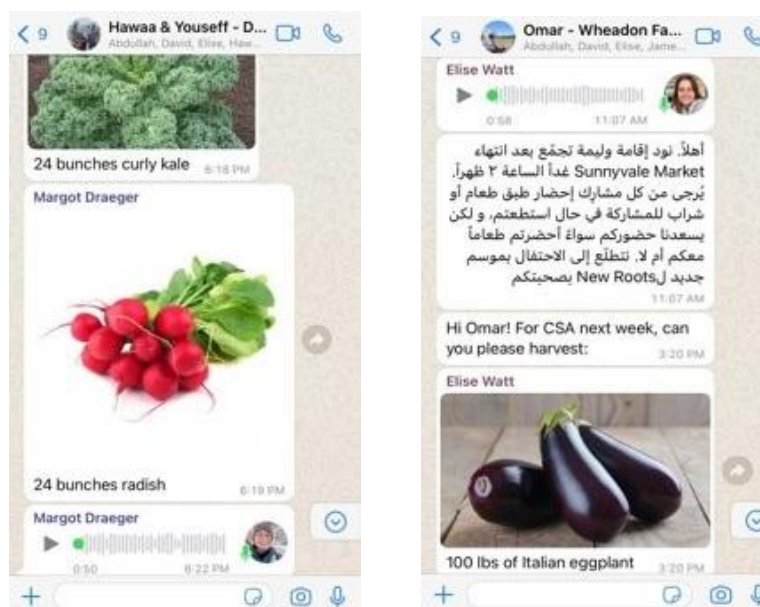 9
Hawaa & Youseff - D...
Abdullah, David, Elise, Haw...
24 bunches curly kale
6:18 PM
Margot Draeger
24 bunches radish
6:19 PM
Margot Draeger
0:50
6:22 PM
9
Omar - Wheadon Fa...
Abdullah, David, Elise, Jame...
Elise Watt
0:58
11:07 AM
أهلاً. نود إقامة وليمة تجمّع بعد انتهاء
Sunnyvale Market غداً الساعة ٢ ظهراً.
يُرجى من كل مشارك إحضار طبق طعام أو
شراب للمشاركة في حال استطعتم، و لكن
يسعدنا حضوركم سواءً أحضرتم طعاماً
معكم أم لا. نتطلّع إلى الاحتفال بموسم
جديد لNew Roots بصحبتكم
11:07 AM
Hi Omar! For CSA next week, can
you please harvest:
3:20 PM
Elise Watt
100 lbs of Italian eggplant
3:20 PM